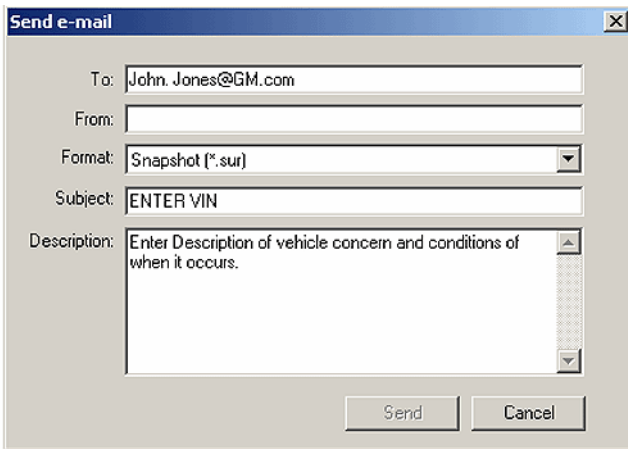 Send e-mail
To: John. Jones@GM.com
From:
Format: Snapshot (*.sur)
Subject: ENTER VIN
Description: Enter Description of vehicle concern and conditions of
when it occurs.
Send Cancel